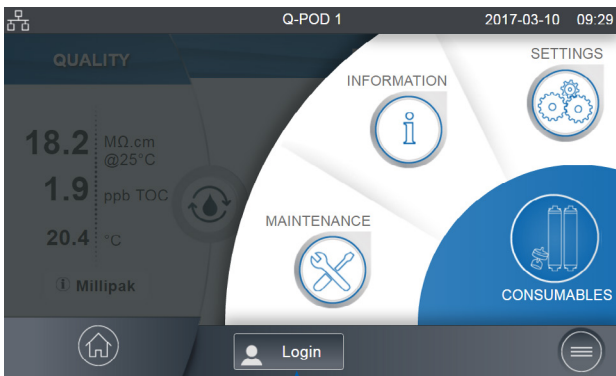 Q-POD 1
2017-03-10 09:29
QUALITY
18.2 MΩ.cm
@25°C
1.9 ppb TOC
20.4 °C
Millipak
INFORMATION
SETTINGS
MAINTENANCE
CONSUMABLES
Login